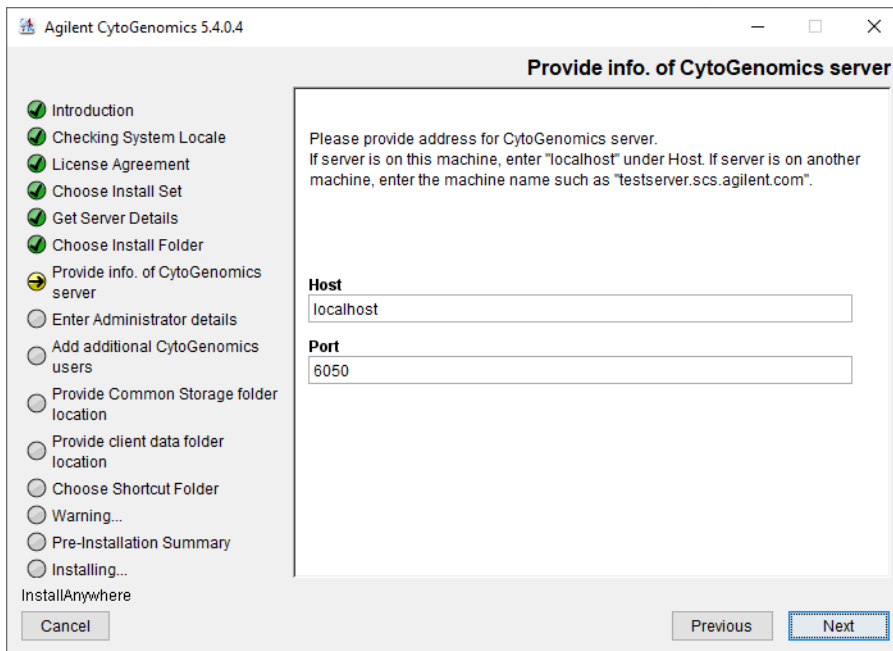 Agilent CytoGenomics 5.4.0.4
Provide info. of CytoGenomics server
Introduction
Checking System Locale
License Agreement
Choose Install Set
Get Server Details
Choose Install Folder
Provide info. of CytoGenomics
server
Enter Administrator details
Add additional CytoGenomics
users
Provide Common Storage folder
location
Provide client data folder
location
Choose Shortcut Folder
Warning...
Pre-Installation Summary
Installing...
Please provide address for CytoGenomics server.
If server is on this machine, enter "localhost" under Host. If server is on another
machine, enter the machine name such as "testserver.scs.agilent.com".
Host
localhost
Port
6050
InstallAnywhere
Cancel
Previous
Next